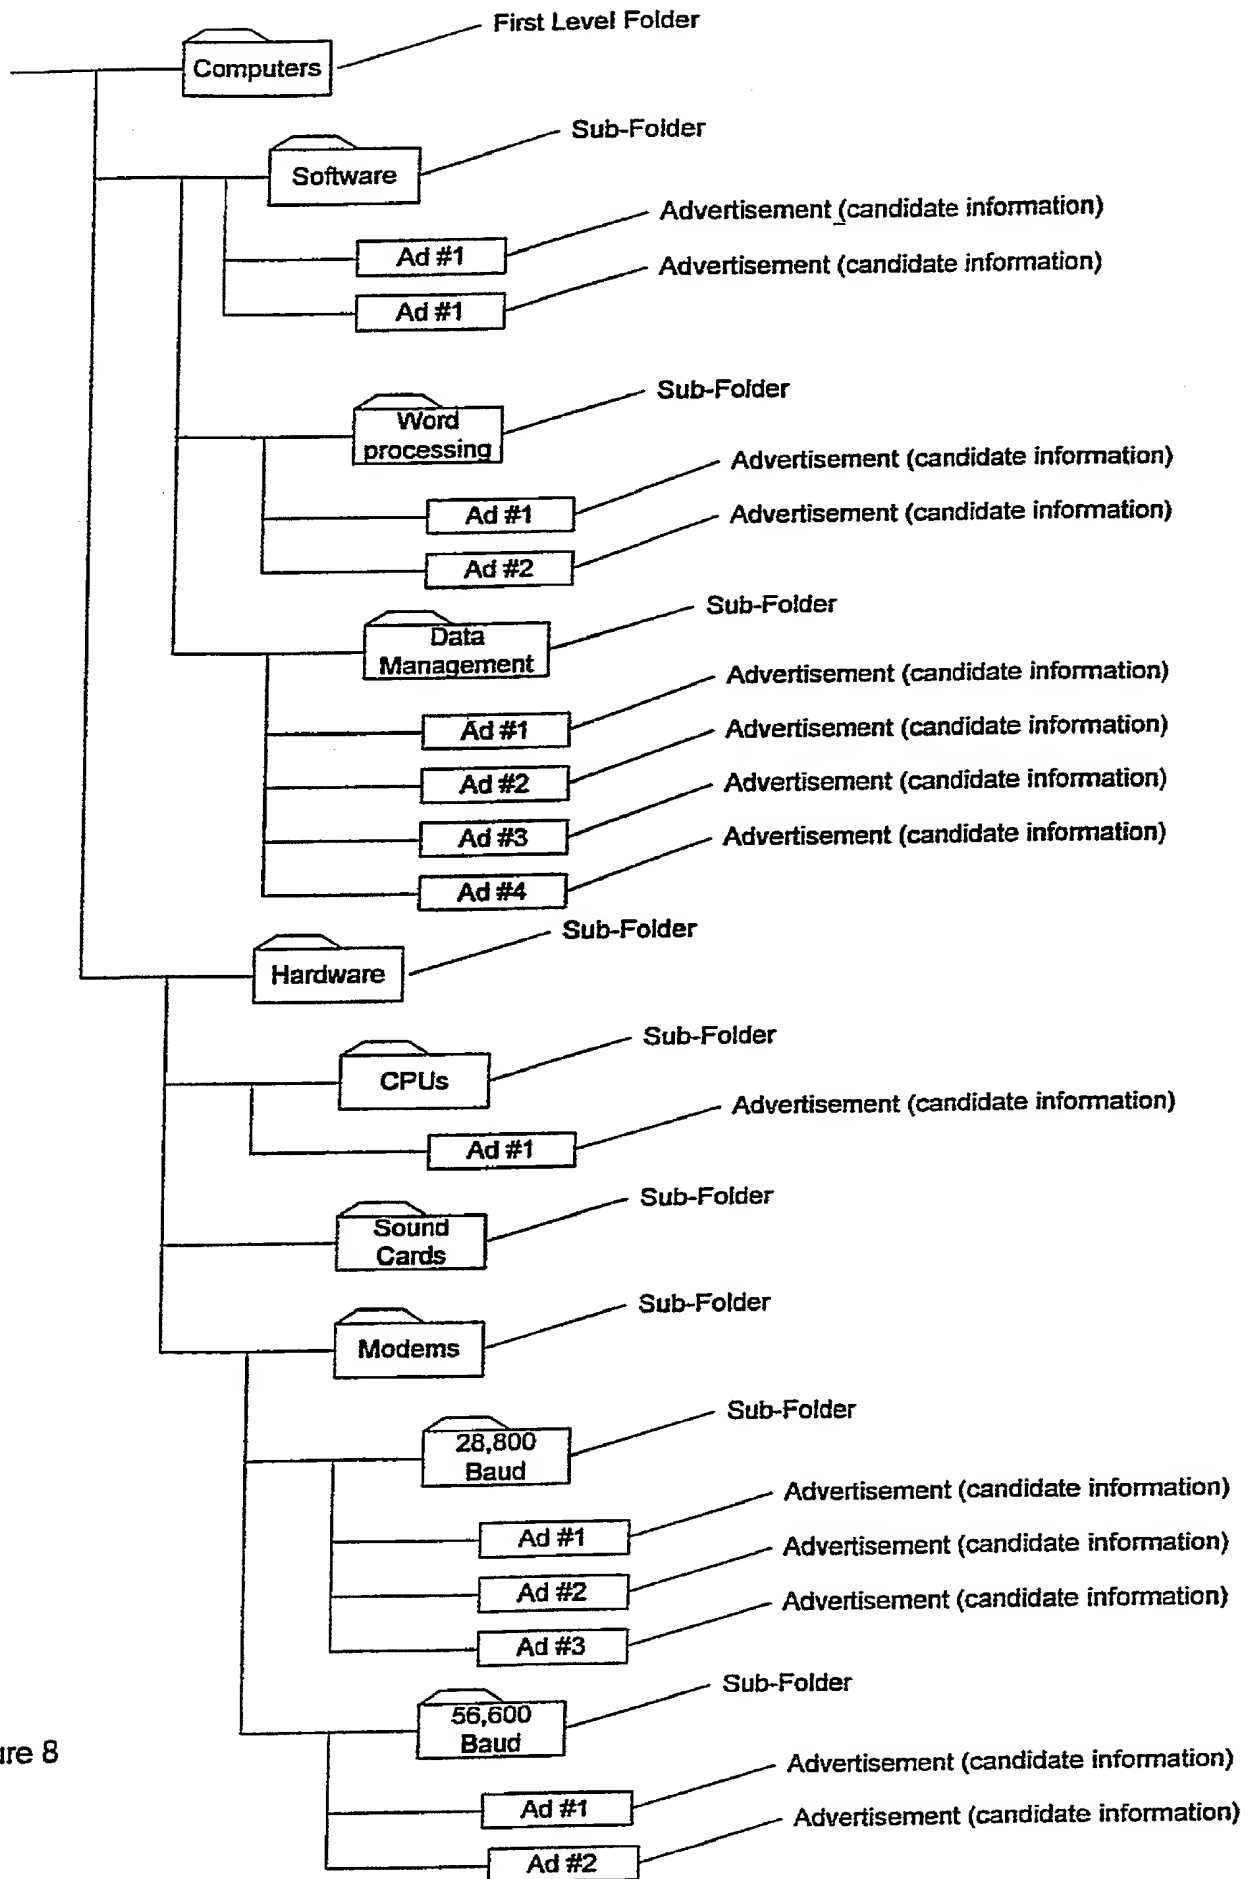 First Level Folder
Computers
Sub-Folder
Software
Advertisement (candidate information)
Ad #1
Advertisement (candidate information)
Ad #1
Sub-Folder
Word
processing
Advertisement (candidate information)
Ad #1
Advertisement (candidate information)
Ad #2
Sub-Folder
Data
Management
Advertisement (candidate information)
Ad #1
Advertisement (candidate information)
Ad #2
Advertisement (candidate information)
Ad #3
Advertisement (candidate information)
Ad #4
Sub-Folder
Hardware
Sub-Folder
CPUs
Advertisement (candidate information)
Ad #1
Sub-Folder
Sound
Cards
Sub-Folder
Modems
Sub-Folder
28,800
Baud
Advertisement (candidate information)
Ad #1
Advertisement (candidate information)
Ad #2
Advertisement (candidate information)
Ad #3
Sub-Folder
56,600
Baud
ure 8
Advertisement (candidate information)
Ad #1
Advertisement (candidate information)
Ad #2